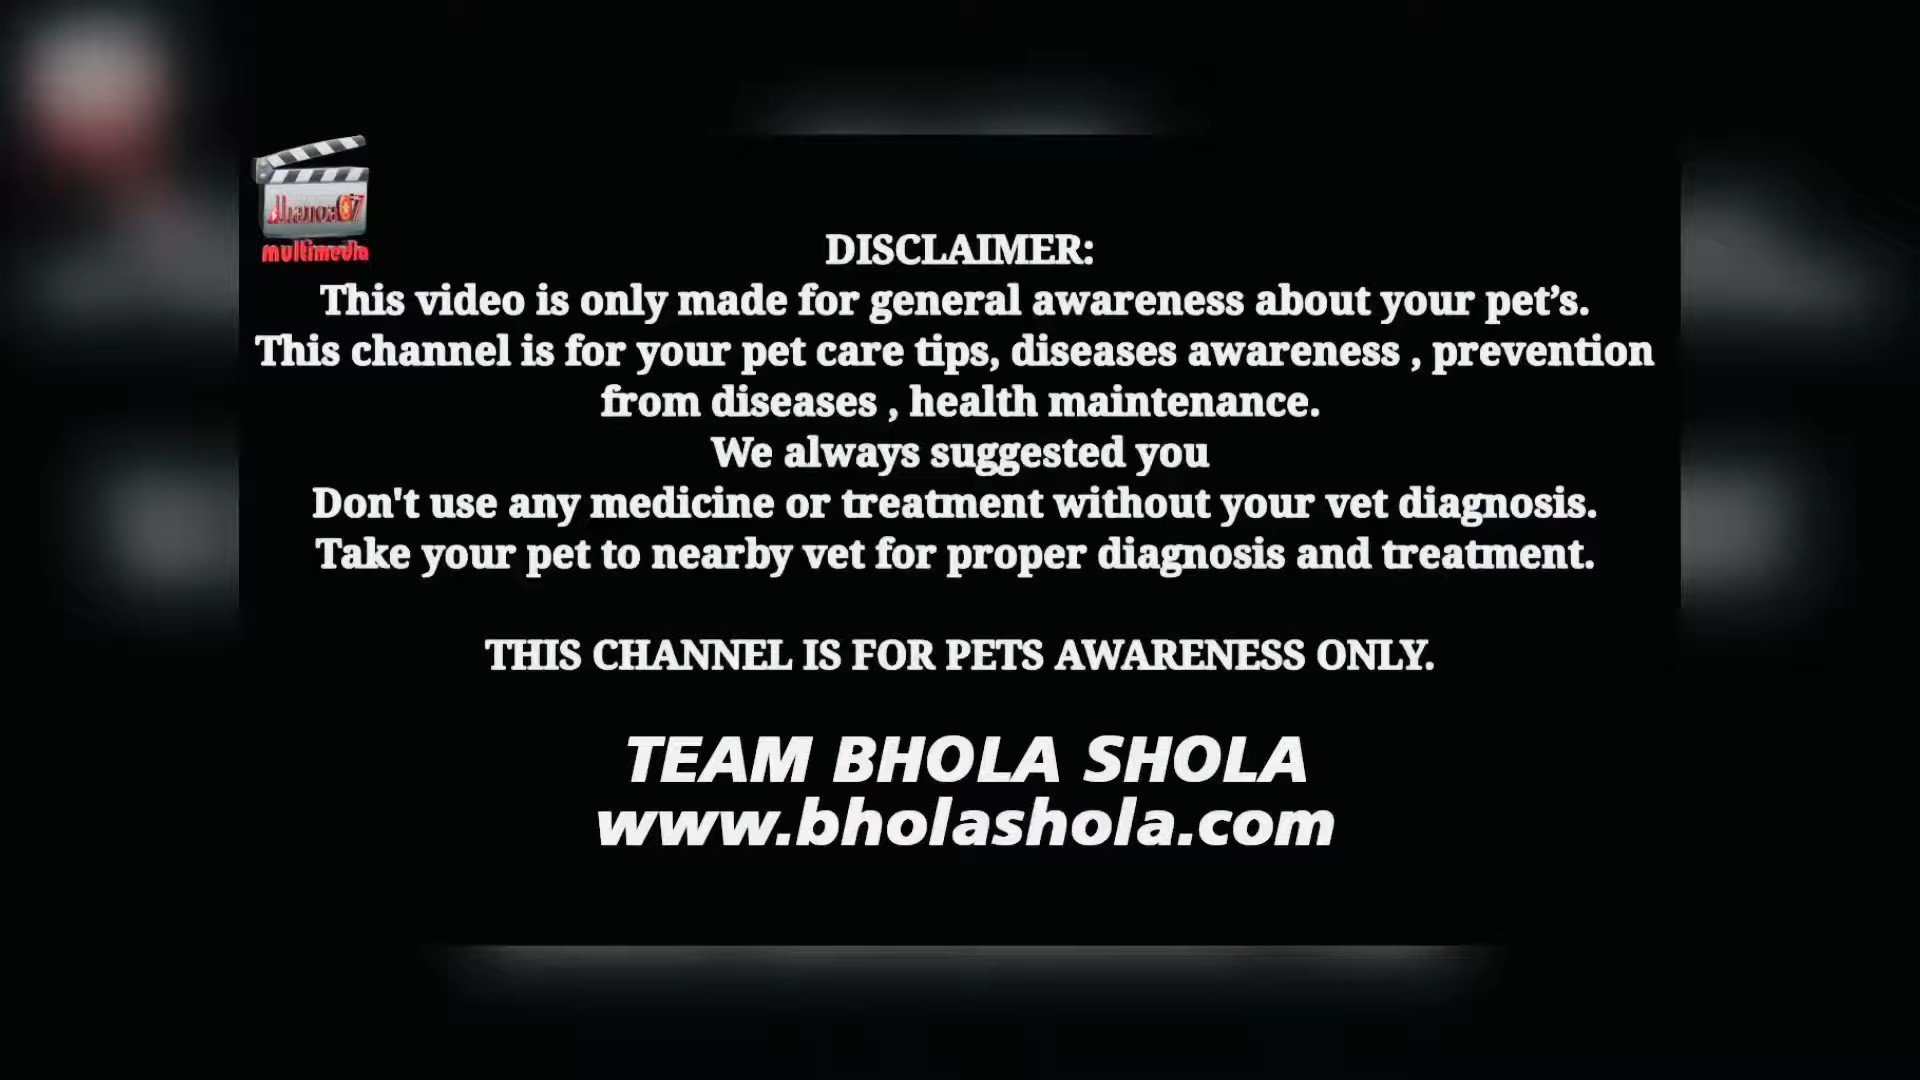 multimedia
DISCLAIMER:
This video is only made for general awareness about your pet’s.
This channel is for your pet care tips, diseases awareness , prevention
from diseases , health maintenance.
We always suggested you
Don't use any medicine or treatment without your vet diagnosis.
Take your pet to nearby vet for proper diagnosis and treatment.
THIS CHANNEL IS FOR PETS AWARENESS ONLY.
TEAM BHOLA SHOLA
www.bholashola.com